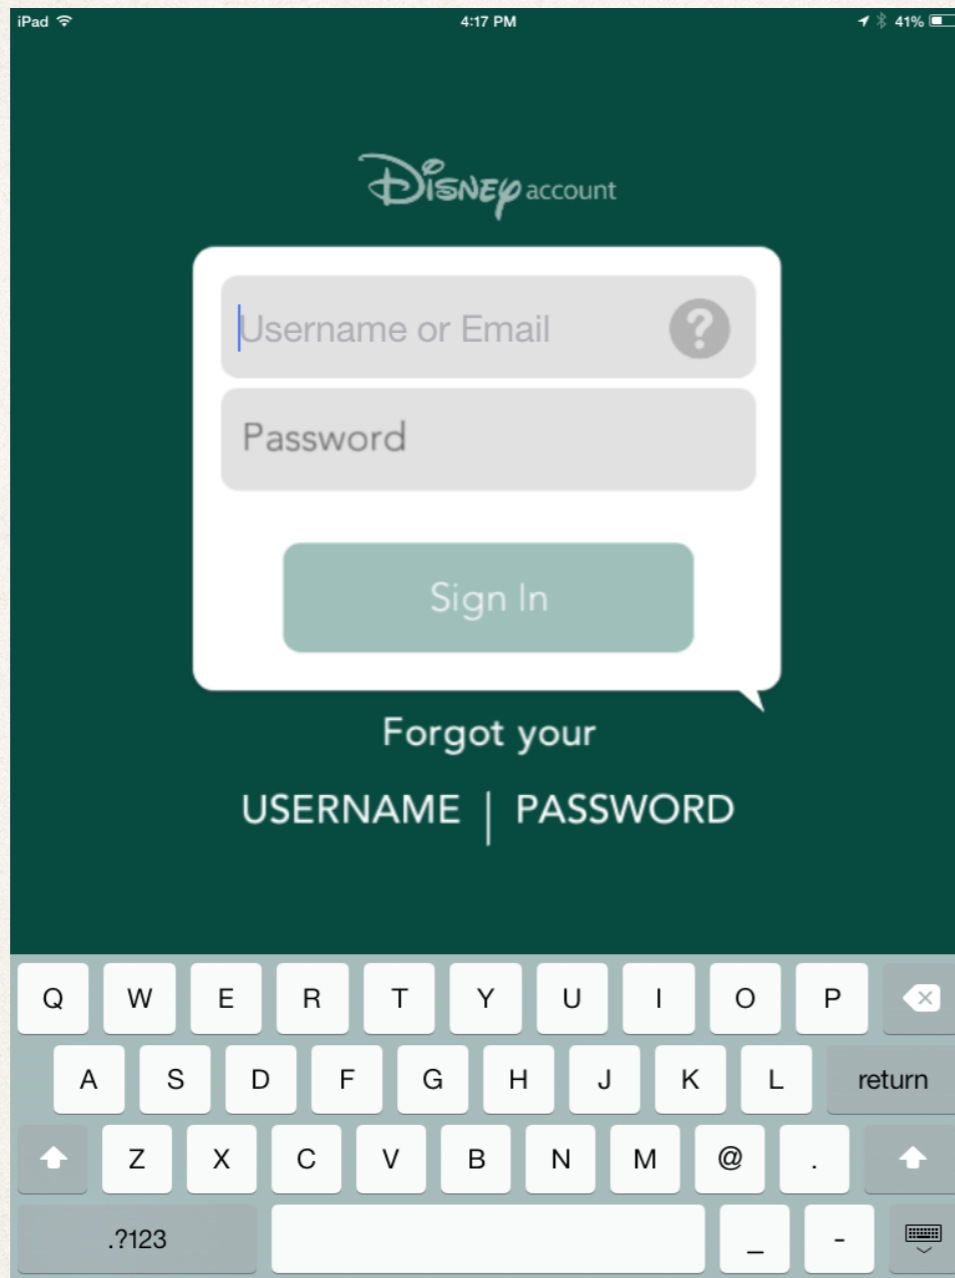 iPad 4:17 PM 41%
Disney account
Username or Email ?
Password
Sign In
Forgot your
USERNAME | PASSWORD
Q W E R T Y U I O P
A S D F G H J K L return
Z X C V B N M @ .
.?123 _ -